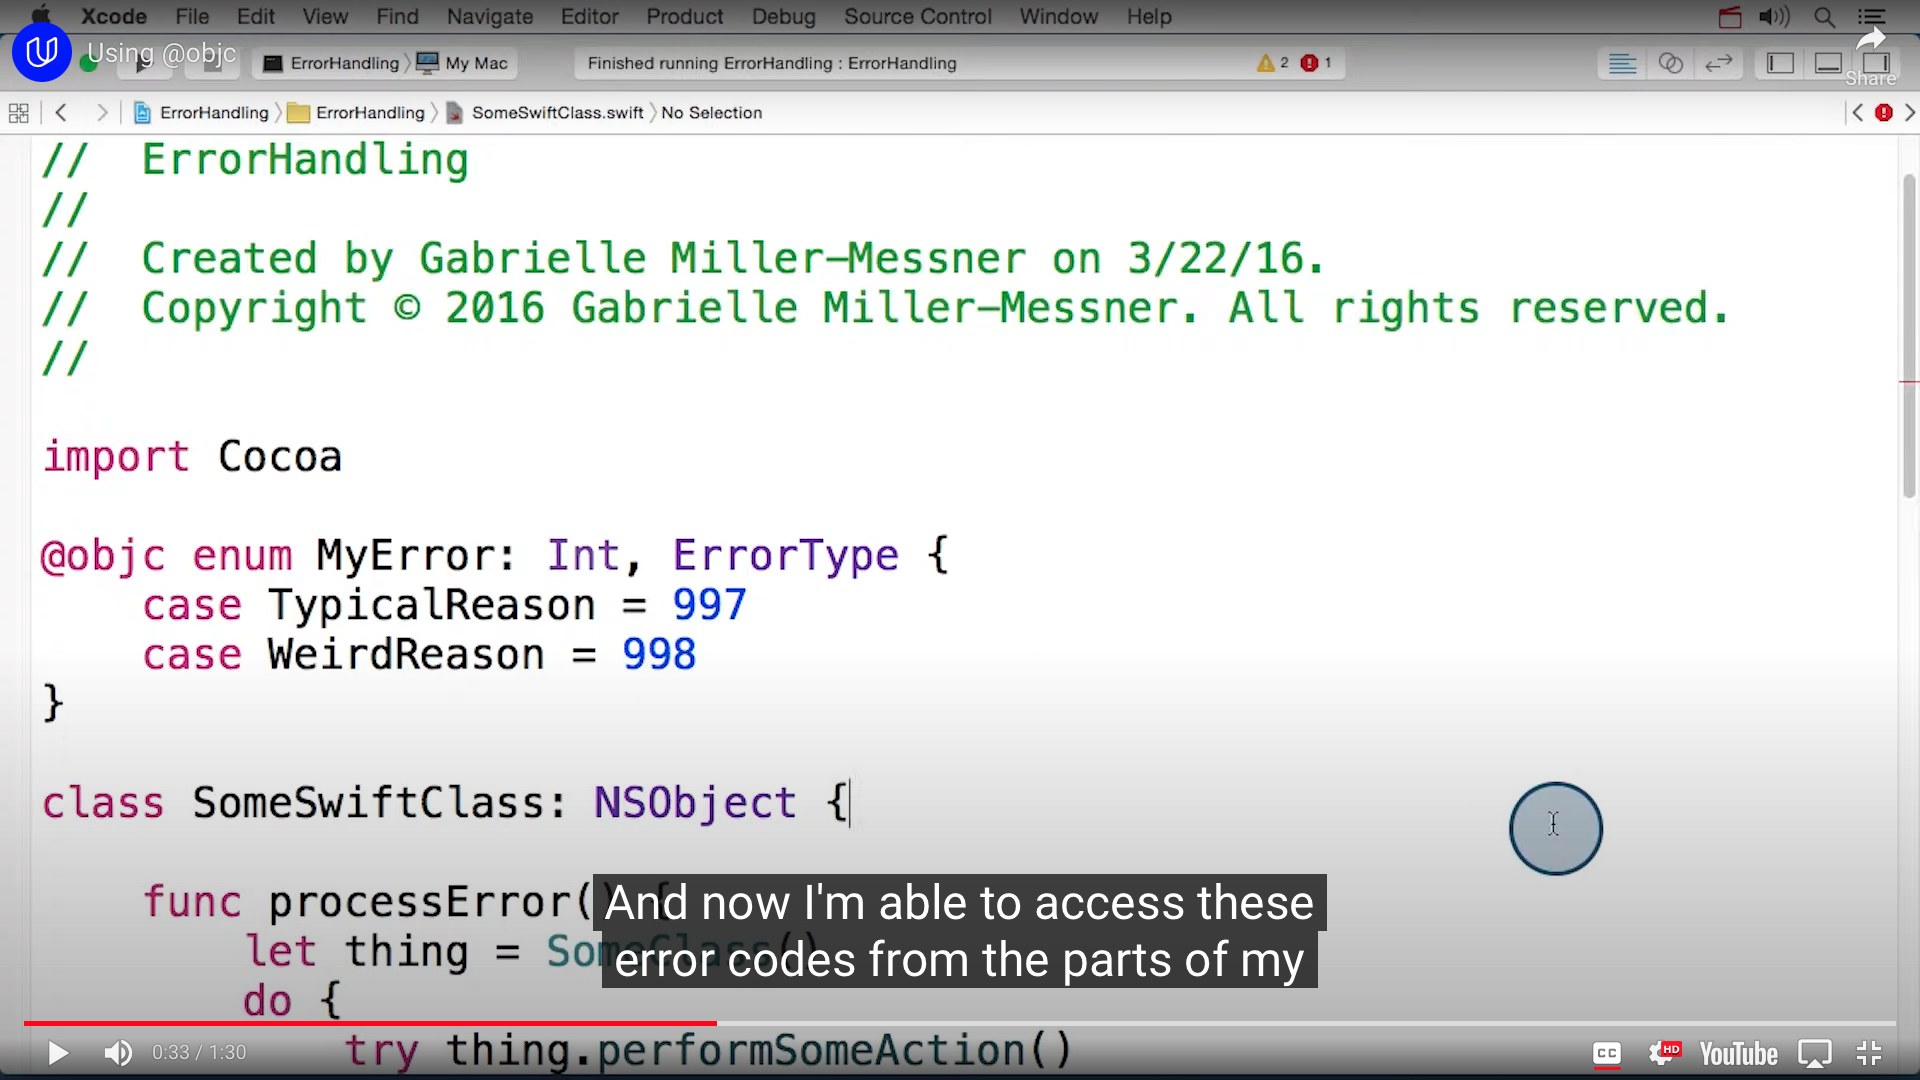 Xcode File Edit View Find Navigate Editor Product Debug Source Control Window Help
Using @objc
ErrorHandling My Mac
Finished running ErrorHandling : ErrorHandling
2 1
Share
ErrorHandling ErrorHandling SomeSwiftClass.swift No Selection
// ErrorHandling
//
// Created by Gabrielle Miller-Messner on 3/22/16.
// Copyright © 2016 Gabrielle Miller-Messner. All rights reserved.
//
import Cocoa
@objc enum MyError: Int, ErrorType {
case TypicalReason = 997
case WeirdReason = 998
}
class SomeSwiftClass: NSObject {
func processError() {
let thing = SomeClass()
do {
try thing.performSomeAction()
And now I'm able to access these
error codes from the parts of my
0:33 / 1:30
CC HD YouTube